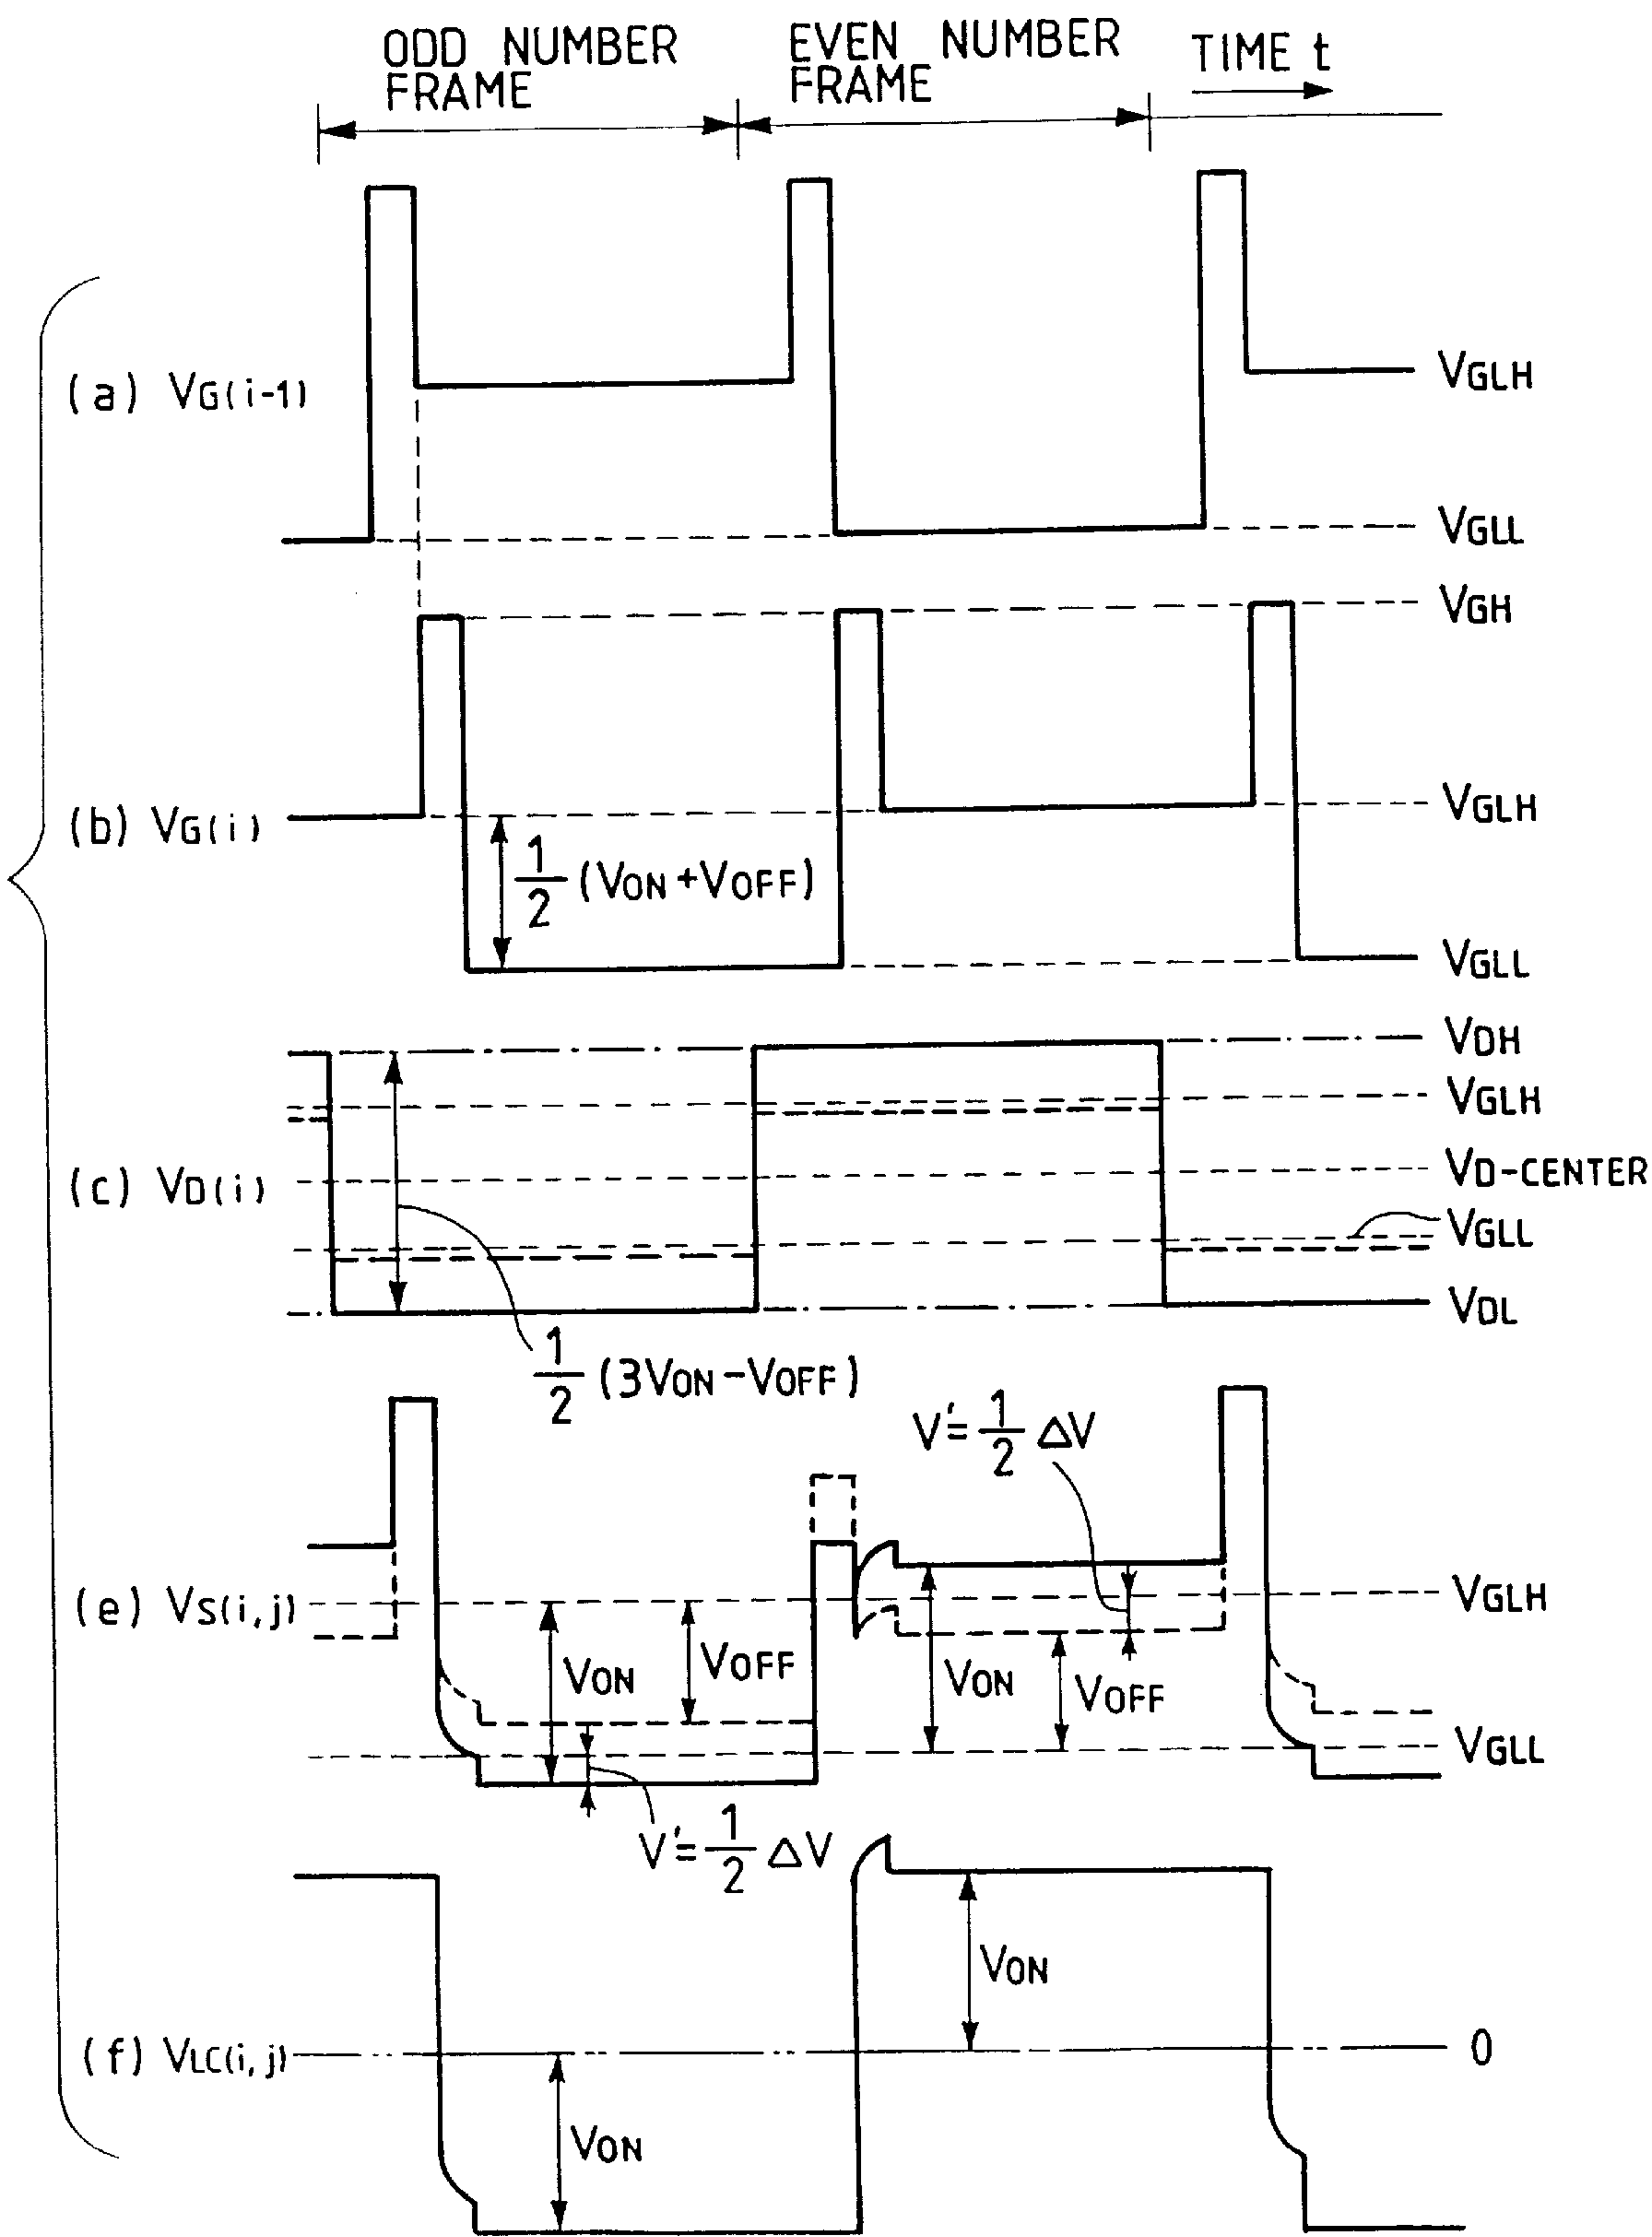 ODD NUMBER FRAME
EVEN NUMBER FRAME
TIME t
(a) VG(i-1)
VGLH
VGLL
VGH
(b) VG(i)
VGLH
1/2 (VON+VOFF)
VGLL
VDH
VGLH
(c) VD(i)
VD-CENTER
VGLL
VDL
1/2 (3VON-VOFF)
V'=1/2 ΔV
(e) VS(i,j)
VGLH
VON
VOFF
VON
VOFF
VGLL
V'=1/2 ΔV
VON
(f) VLC(i,j)
0
VON